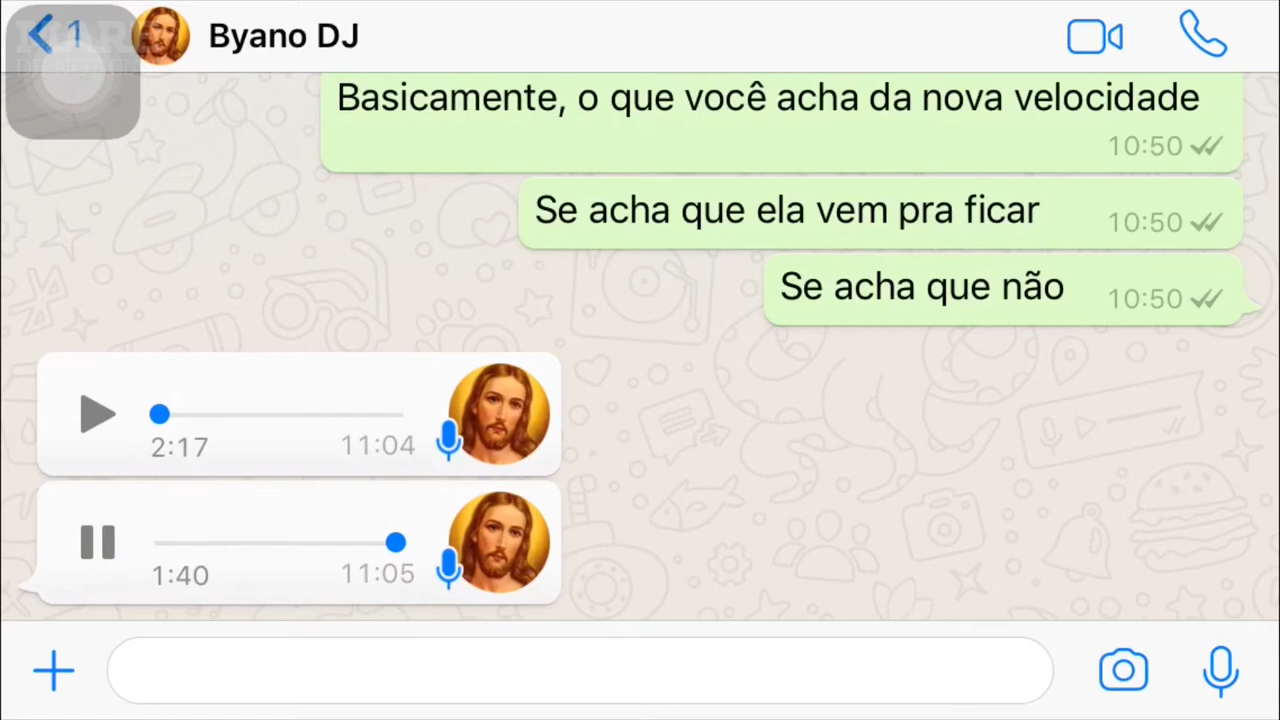 1
Byano DJ
Basicamente, o que você acha da nova velocidade
10:50
Se acha que ela vem pra ficar
10:50
Se acha que não
10:50
2:17
11:04
1:40
11:05